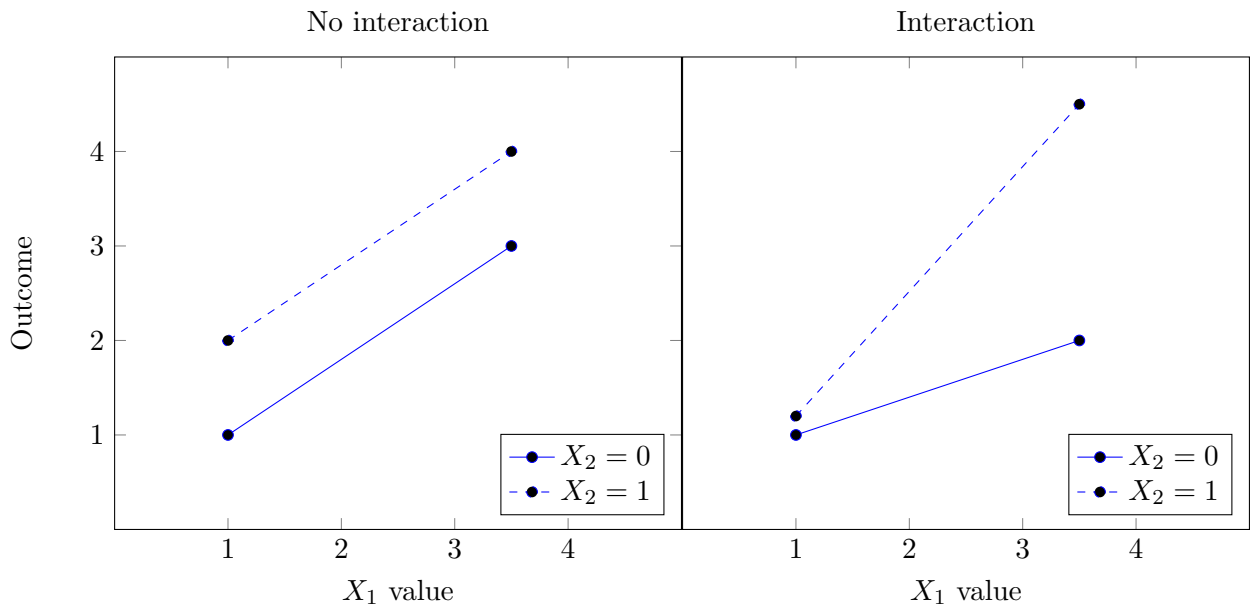 No interaction
Interaction
Outcome
4
3
2
1
X₂ = 0
X₂ = 1
1 2 3 4
X₁ value
X₂ = 0
X₂ = 1
1 2 3 4
X₁ value